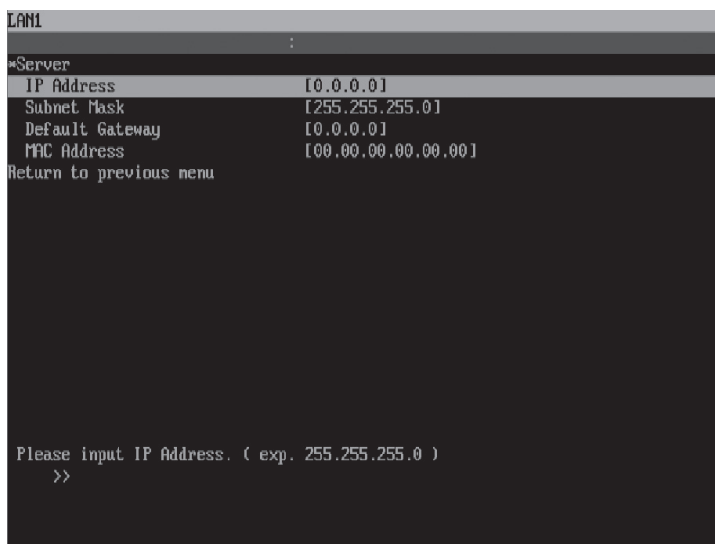 LAN1
:
*Server
IP Address [0.0.0.0]
Subnet Mask [255.255.255.0]
Default Gateway [0.0.0.0]
MAC Address [00.00.00.00.00.00]
Return to previous menu
Please input IP Address. ( exp. 255.255.255.0 )
>>